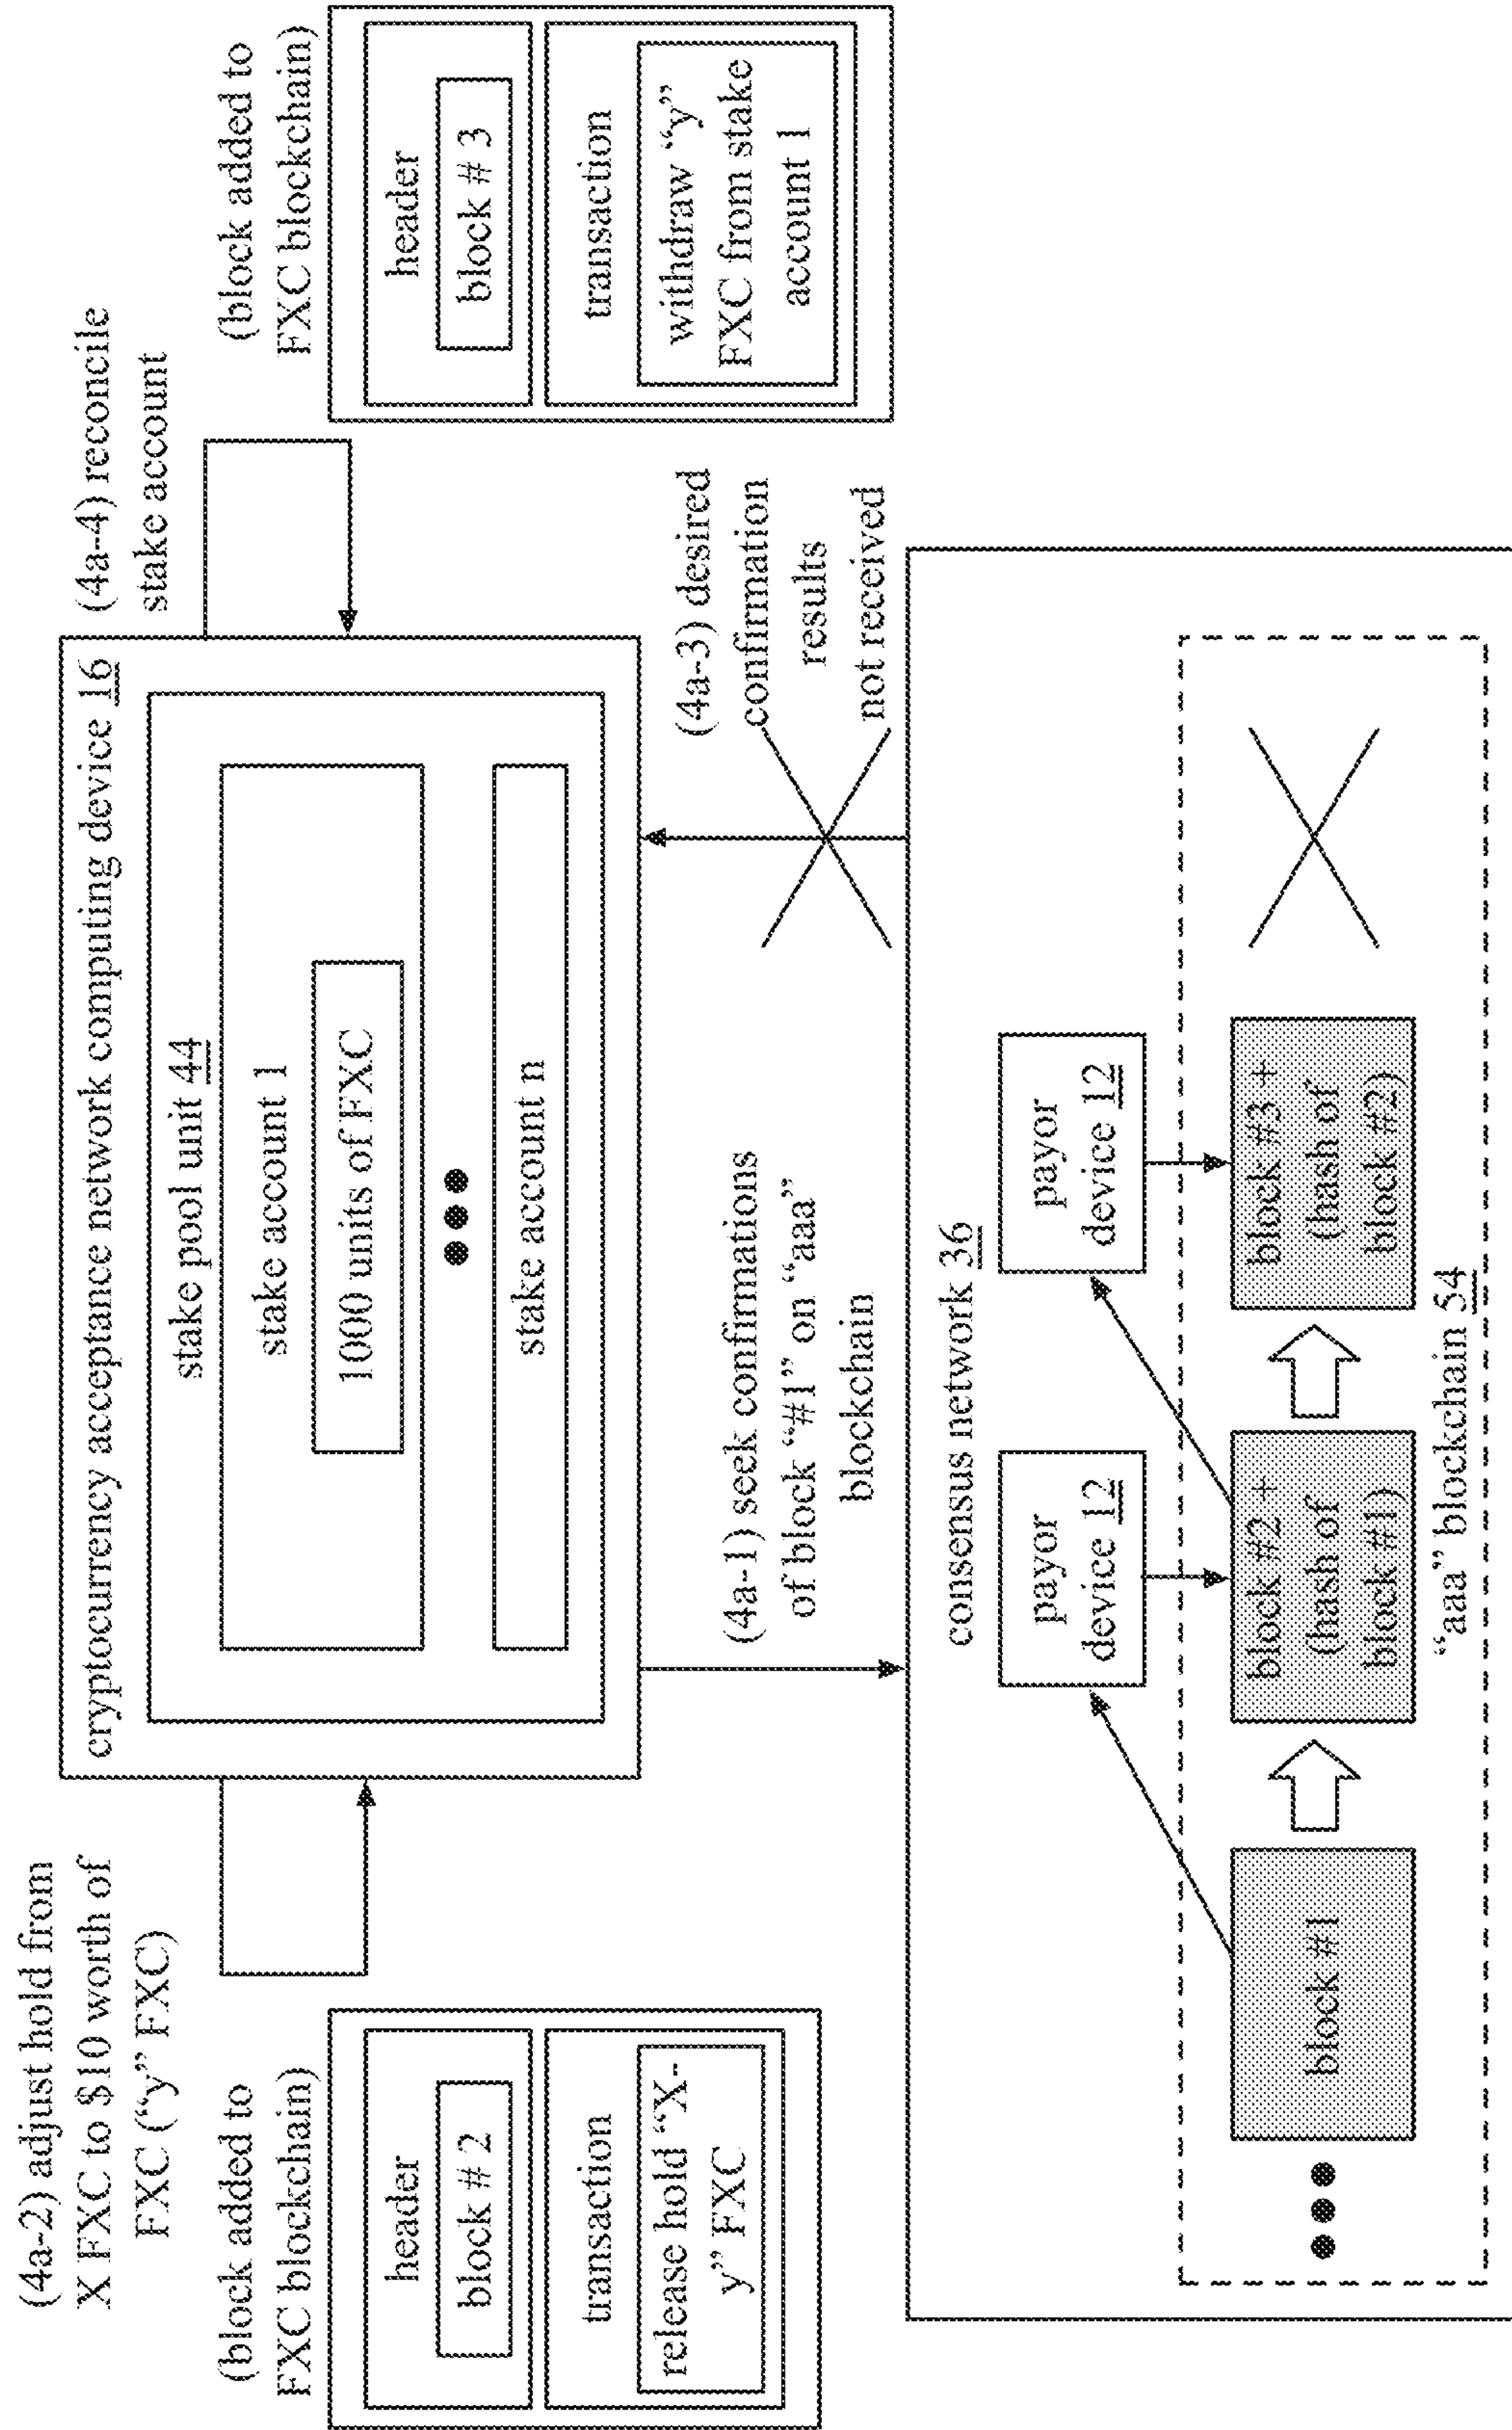 (4a-2) adjust hold from
X FXC to $10 worth of
FXC (“y” FXC)
(block added to
FXC blockchain)
header
block # 2
transaction
release hold “X-
y” FXC
cryptocurrency acceptance network computing device 16
stake pool unit 44
stake account 1
1000 units of FXC
stake account n
(4a-4) reconcile
stake account
(block added to
FXC blockchain)
header
block # 3
transaction
withdraw “y”
FXC from stake
account 1
(4a-1) seek confirmations
of block “#1” on “aaa”
blockchain
(4a-3) desired
confirmation
results
not received
consensus network 36
payor
device 12
payor
device 12
block #1
block #2 +
(hash of
block #1)
block #3 +
(hash of
block #2)
“aaa” blockchain 54